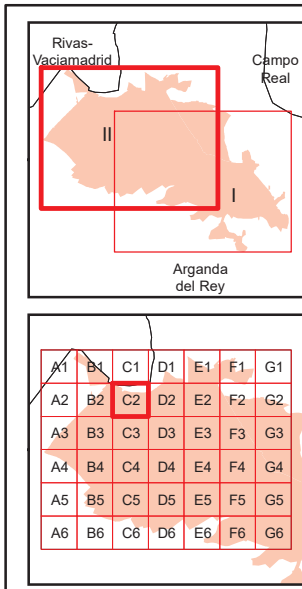 Rivas-
Vaciamadrid
Campo
Real
II
I
Arganda
del Rey
A1 B1 C1 D1 E1 F1 G1
A2 B2 C2 D2 E2 F2 G2
A3 B3 C3 D3 E3 F3 G3
A4 B4 C4 D4 E4 F4 G4
A5 B5 C5 D5 E5 F5 G5
A6 B6 C6 D6 E6 F6 G6